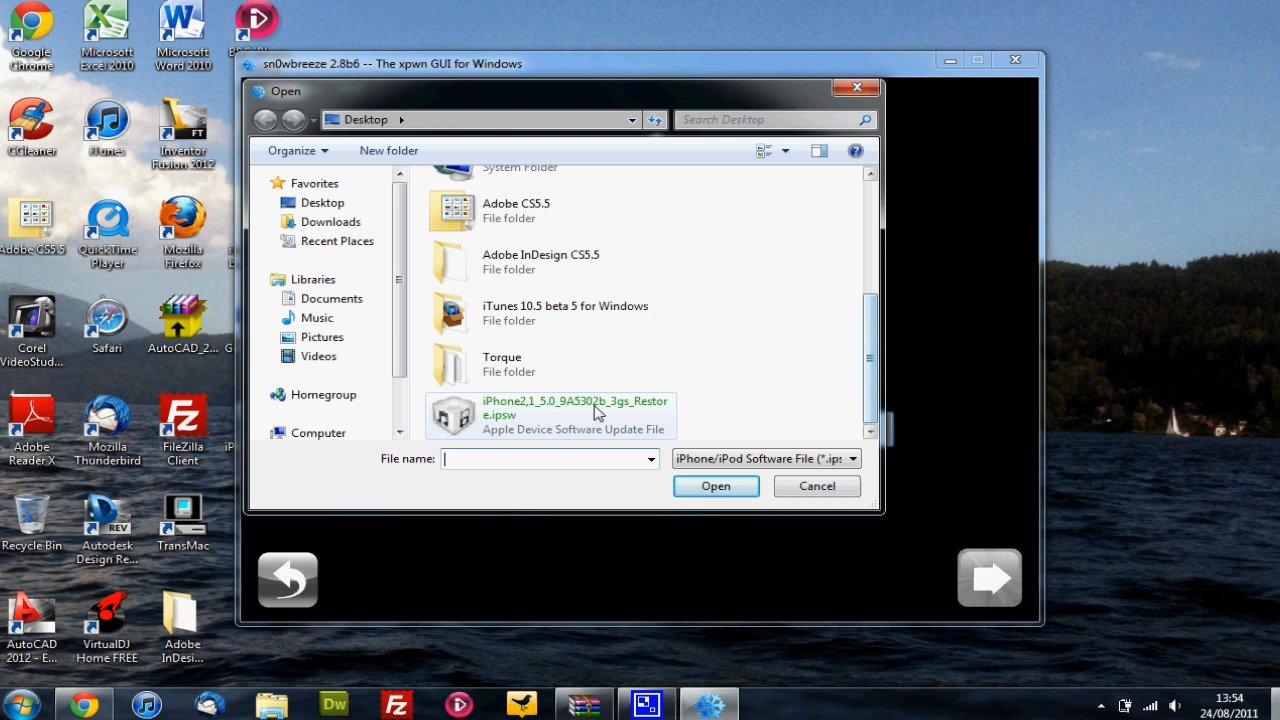 Google
Chrome
Microsoft
Excel 2010
Microsoft
Word 2010
CCleaner
iTunes
Inventor
Fusion 2012
Adobe CS5.5
QuickTime
Player
Mozilla
Firefox
Corel
VideoStud...
Safari
AutoCAD_2...
Adobe
Reader X
Mozilla
Thunderbird
FileZilla
Client
Recycle Bin
Autodesk
Design Re...
TransMac
AutoCAD
2012 - E...
VirtualDJ
Home FREE
Adobe
InDesi...
sn0wbreeze 2.8b6 -- The xpwn GUI for Windows
Open
Desktop
Search Desktop
Organize
New folder
Favorites
Desktop
Downloads
Recent Places
Libraries
Documents
Music
Pictures
Videos
Homegroup
Computer
System Folder
Adobe CS5.5
File folder
Adobe InDesign CS5.5
File folder
iTunes 10.5 beta 5 for Windows
File folder
Torque
File folder
iPhone2,1_5.0_9A5302b_3gs_Restor
e.ipsw
Apple Device Software Update File
File name:
iPhone/iPod Software File (*.ips
Open
Cancel
Dw
Fz
13:54
24/08/2011